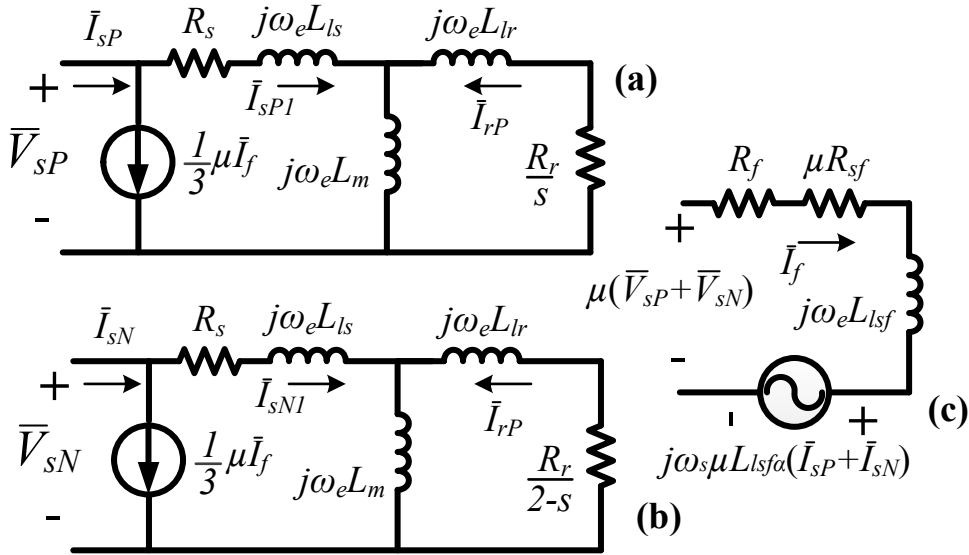 Ī_sP R_s jω_eL_ls jω_eL_lr (a)
+ Ī_sP1 Ī_rP
V̅_sP 1/3 μĪ_f jω_eL_m R_r/s
-
R_f μR_sf
+ Ī_f
μ(V̅_sP+V̅_sN) jω_eL_lsf
-
- + (c)
jω_sμL_lsfα(Ī_sP+Ī_sN)
Ī_sN R_s jω_eL_ls jω_eL_lr
+ Ī_sN1 Ī_rP
V̅_sN 1/3 μĪ_f jω_eL_m R_r/2-s
- (b)